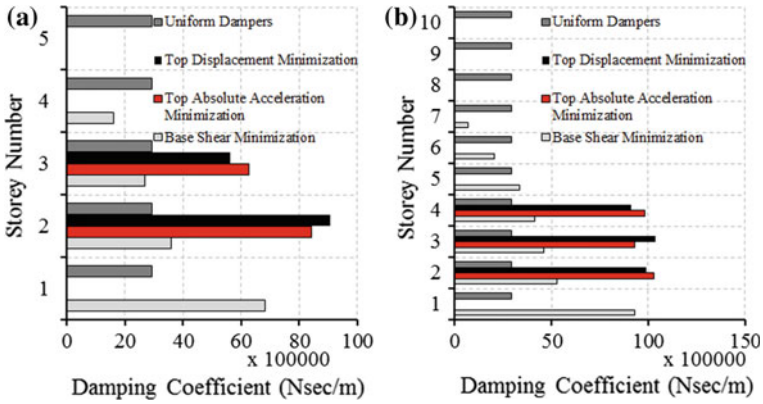 (a)
Storey Number
5
4
3
2
1
Uniform Dampers
Top Displacement Minimization
Top Absolute Acceleration
Minimization
Base Shear Minimization
0 20 40 60 80 100
x 100000
Damping Coefficient (Nsec/m)
(b)
Storey Number
10
9
8
7
6
5
4
3
2
1
Uniform Dampers
Top Displacement Minimization
Top Absolute Acceleration
Minimization
Base Shear Minimization
0 50 100 150
x 100000
Damping Coefficient (Nsec/m)